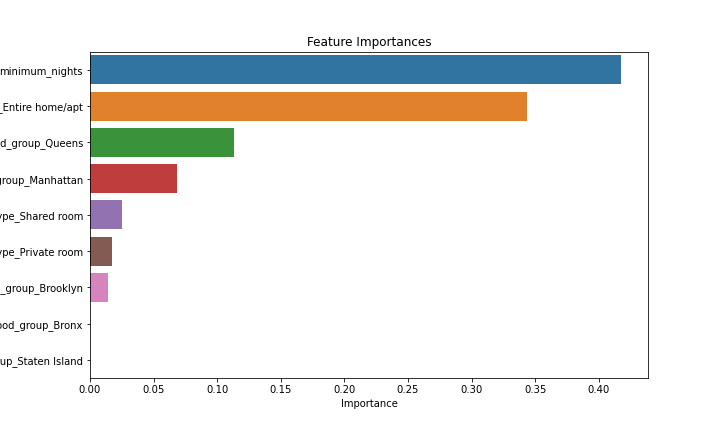 Feature Importances
minimum_nights
_Entire home/apt
d_group_Queens
group_Manhattan
ype_Shared room
ype_Private room
_group_Brooklyn
ood_group_Bronx
up_Staten Island
0.00 0.05 0.10 0.15 0.20 0.25 0.30 0.35 0.40
Importance